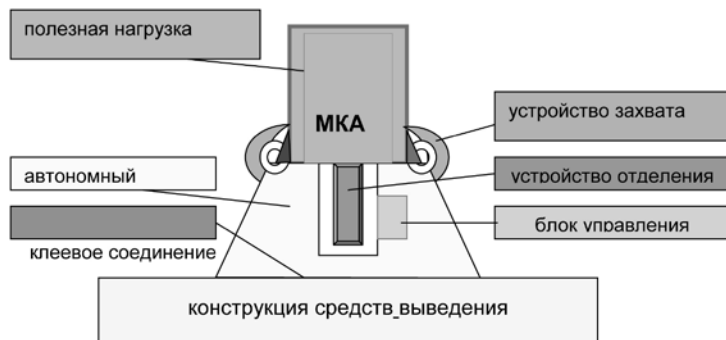 полезная нагрузка
МКА
устройство захвата
автономный
устройство отделения
блок управления
клеевое соединение
конструкция средств выведения